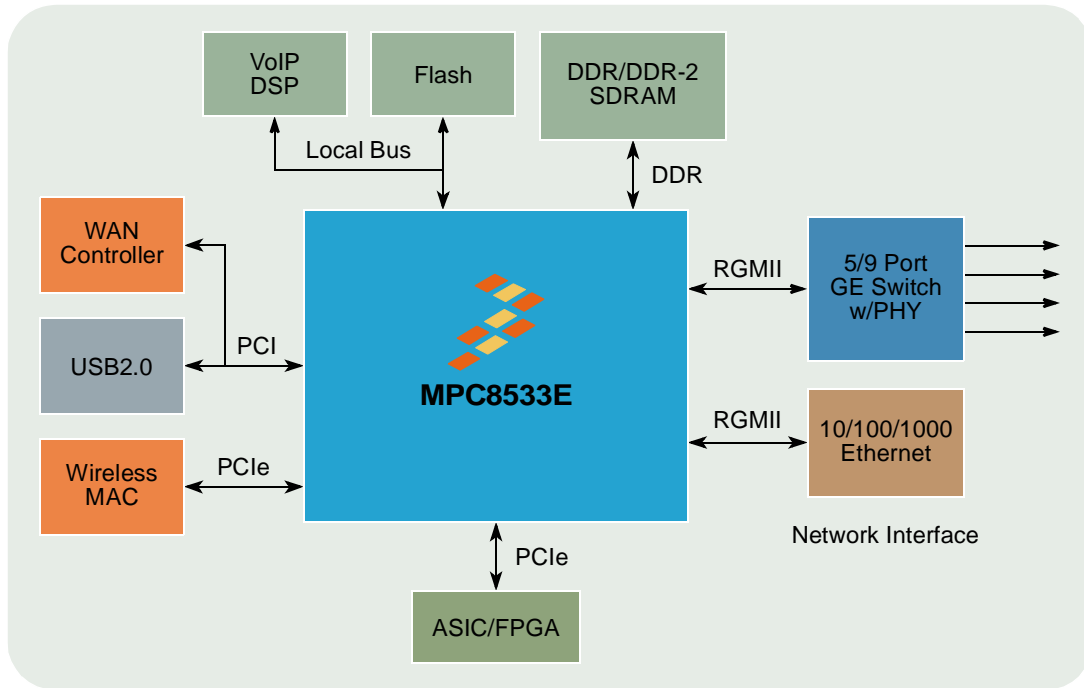 VoIP
DSP
Flash
DDR/DDR-2
SDRAM
Local Bus
DDR
WAN
Controller
RGMII
5/9 Port
GE Switch
w/PHY
USB2.0
PCI
MPC8533E
RGMII
10/100/1000
Ethernet
Wireless
MAC
PCIe
Network Interface
PCIe
ASIC/FPGA